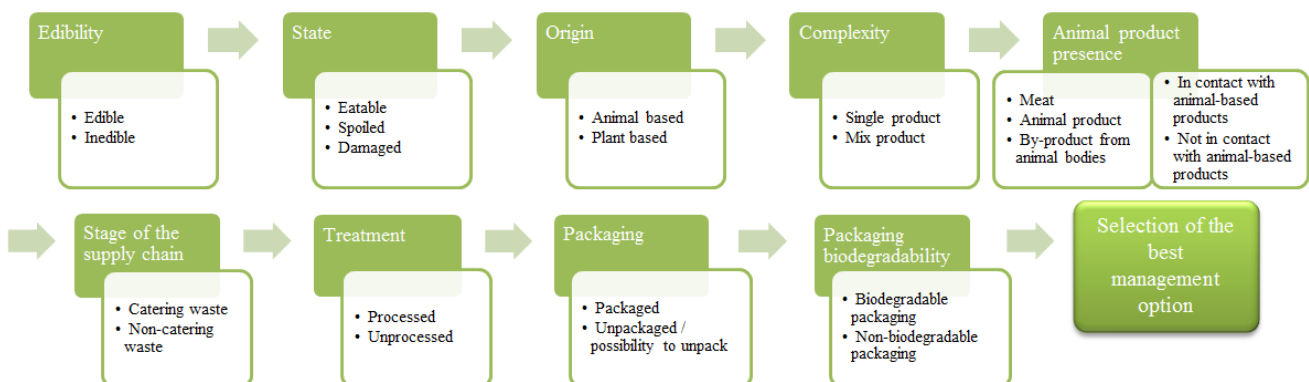 Edibility
• Edible
• Inedible
State
• Eatable
• Spoiled
• Damaged
Origin
• Animal based
• Plant based
Complexity
• Single product
• Mix product
Animal product
presence
• Meat
• Animal product
• By-product from
animal bodies
• In contact with
animal-based
products
• Not in contact
with animal-based
products
Stage of the
supply chain
• Catering waste
• Non-catering
waste
Treatment
• Processed
• Unprocessed
Packaging
• Packaged
• Unpackaged /
possibility to unpack
Packaging
biodegradability
• Biodegradable
packaging
• Non-biodegradable
packaging
Selection of the
best
management
option